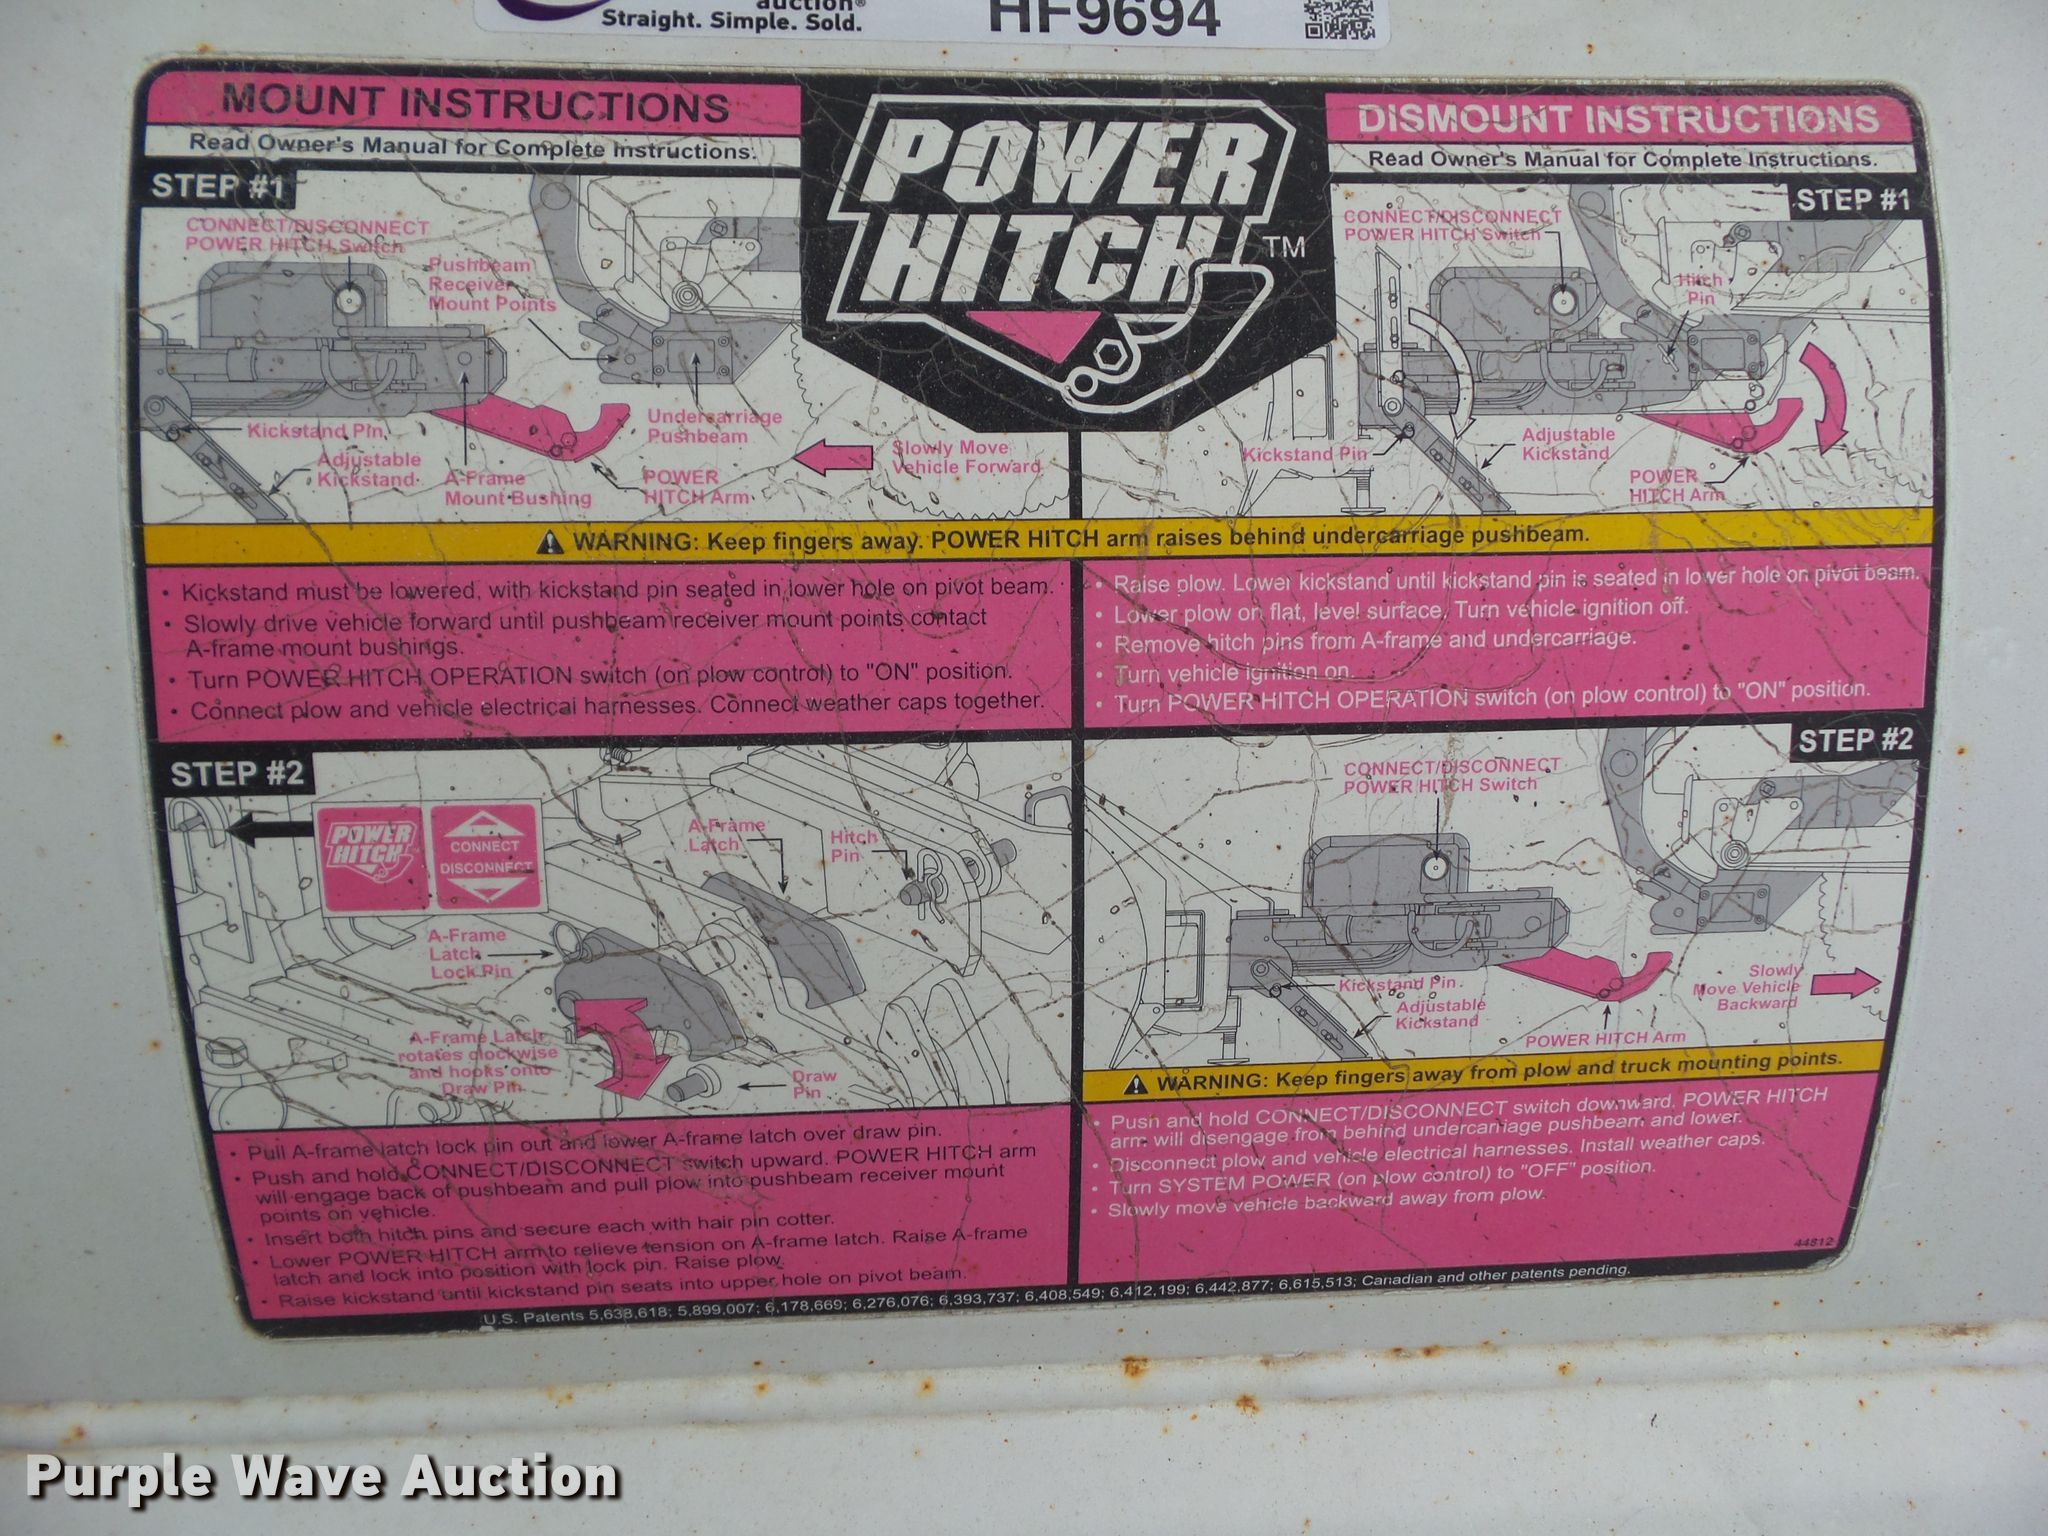 auction®
Straight. Simple. Sold.
HF9694
MOUNT INSTRUCTIONS
Read Owner's Manual for Complete Instructions.
STEP #1
CONNECT/DISCONNECT
POWER HITCH Switch
Pushbeam
Receiver
Mount Points
Kickstand Pin
Adjustable
Kickstand
A-Frame
Mount Bushing
POWER
HITCH Arm
Undercarriage
Pushbeam
Slowly Move
Vehicle Forward
POWER
HITCH
TM
DISMOUNT INSTRUCTIONS
Read Owner's Manual for Complete Instructions.
STEP #1
CONNECT/DISCONNECT
POWER HITCH Switch
Hitch
Pin
Kickstand Pin
Adjustable
Kickstand
POWER
HITCH Arm
WARNING: Keep fingers away. POWER HITCH arm raises behind undercarriage pushbeam.
• Kickstand must be lowered, with kickstand pin seated in lower hole on pivot beam.
• Slowly drive vehicle forward until pushbeam receiver mount points contact
A-frame mount bushings.
• Turn POWER HITCH OPERATION switch (on plow control) to "ON" position.
• Connect plow and vehicle electrical harnesses. Connect weather caps together.
• Raise plow. Lower kickstand until kickstand pin is seated in lower hole on pivot beam.
• Lower plow on flat, level surface. Turn vehicle ignition off.
• Remove hitch pins from A-frame and undercarriage.
• Turn vehicle ignition on.
• Turn POWER HITCH OPERATION switch (on plow control) to "ON" position.
STEP #2
POWER
HITCH
CONNECT
DISCONNECT
A-Frame
Latch
Hitch
Pin
A-Frame
Latch
Lock Pin
A-Frame Latch
rotates clockwise
and hooks onto
Draw Pin
Draw
Pin
• Pull A-frame latch lock pin out and lower A-frame latch over draw pin.
• Push and hold CONNECT/DISCONNECT switch upward. POWER HITCH arm
will engage back of pushbeam and pull plow into pushbeam receiver mount
points on vehicle.
• Insert both hitch pins and secure each with hair pin cotter.
• Lower POWER HITCH arm to relieve tension on A-frame latch. Raise A-frame
latch and lock into position with lock pin. Raise plow.
• Raise kickstand until kickstand pin seats into upper hole on pivot beam.
STEP #2
CONNECT/DISCONNECT
POWER HITCH Switch
Kickstand Pin
Adjustable
Kickstand
POWER HITCH Arm
Slowly
Move Vehicle
Backward
WARNING: Keep fingers away from plow and truck mounting points.
• Push and hold CONNECT/DISCONNECT switch downward. POWER HITCH
arm will disengage from behind undercarriage pushbeam and lower.
• Disconnect plow and vehicle electrical harnesses. Install weather caps.
• Turn SYSTEM POWER (on plow control) to "OFF" position.
• Slowly move vehicle backward away from plow.
44812
U.S. Patents 5,638,618; 5,899,007; 6,178,669; 6,276,076; 6,393,737; 6,408,549; 6,412,199; 6,442,877; 6,615,513; Canadian and other patents pending.
Purple Wave Auction